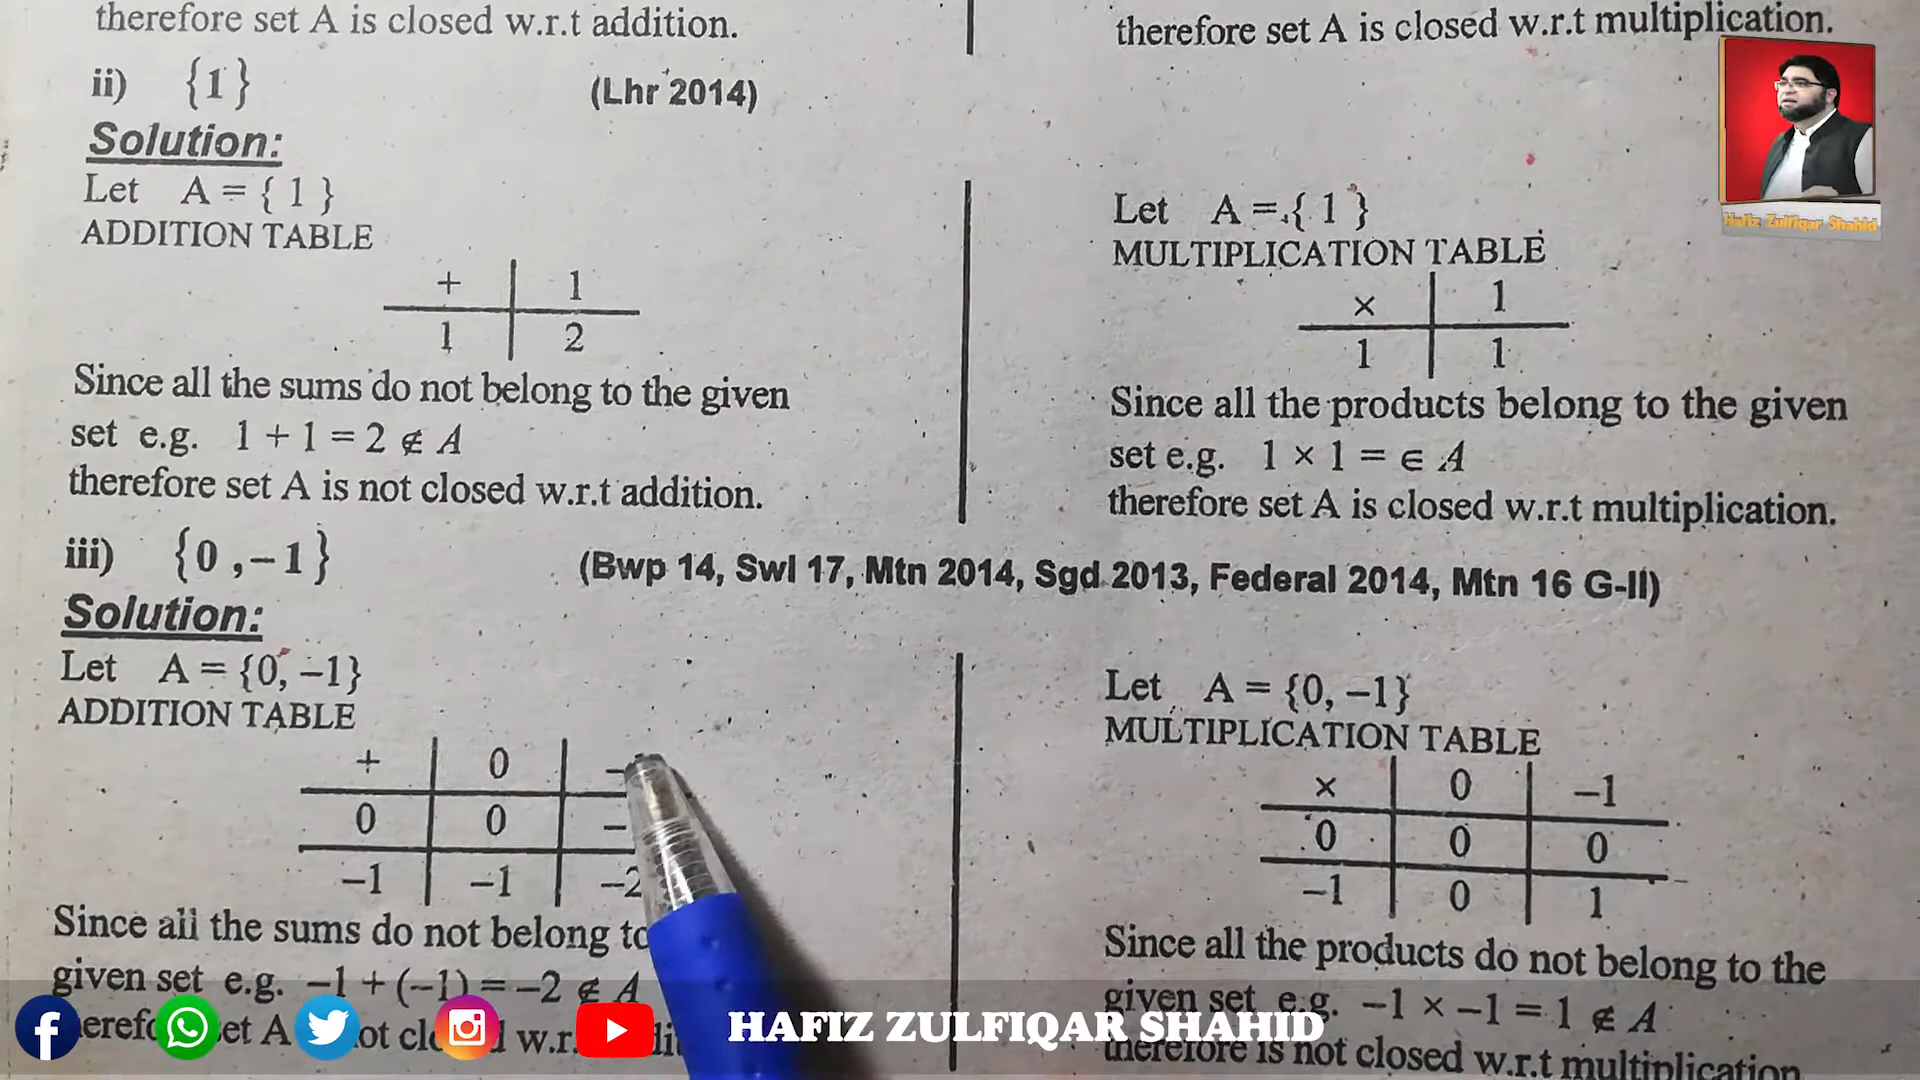 therefore set A is closed w.r.t addition.
therefore set A is closed w.r.t multiplication.
ii) {1} (Lhr 2014)
Solution:
Let A = { 1 }
ADDITION TABLE
+ 1
1 2
Since all the sums do not belong to the given
set e.g. 1 + 1 = 2 ∉ A
therefore set A is not closed w.r.t addition.
Let A = { 1 }
MULTIPLICATION TABLE
× 1
1 1
Since all the products belong to the given
set e.g. 1 × 1 = ∈ A
therefore set A is closed w.r.t multiplication.
iii) {0 , –1} (Bwp 14, Swl 17, Mtn 2014, Sgd 2013, Federal 2014, Mtn 16 G-II)
Solution:
Let A = {0, –1}
ADDITION TABLE
+ 0 –
0 0 –
–1 –1 –2
Since all the sums do not belong to
given set e.g. –1 + (–1) = –2 ∉ A
set A not w.r.
Let A = {0, –1}
MULTIPLICATION TABLE
× 0 –1
0 0 0
–1 0 1
Since all the products do not belong to the
given set e.g. –1 × –1 = 1 ∉ A
therefore is not closed w.r.t multiplication
Hafiz Zulfiqar Shahid
HAFIZ ZULFIQAR SHAHID